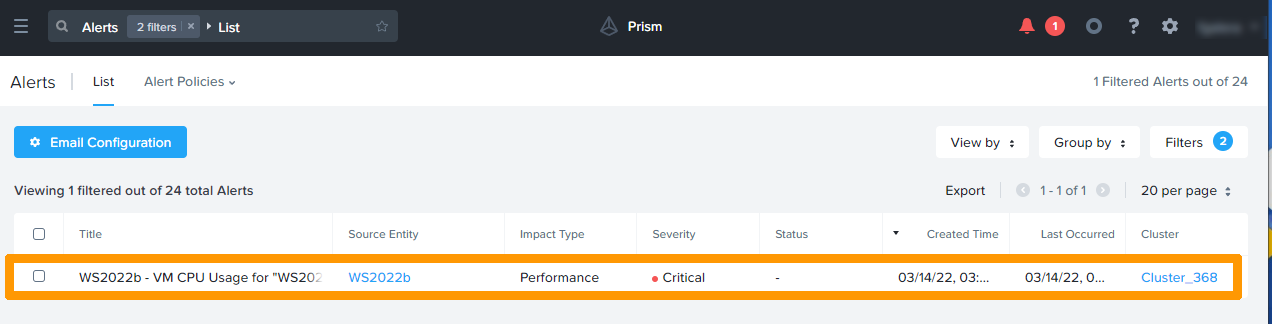 Alerts 2 filters × List Prism 1 ?
Alerts List Alert Policies 1 Filtered Alerts out of 24
Email Configuration View by Group by Filters 2
Viewing 1 filtered out of 24 total Alerts Export 1 - 1 of 1 20 per page
Title Source Entity Impact Type Severity Status Created Time Last Occurred Cluster
WS2022b - VM CPU Usage for "WS202 WS2022b Performance Critical - 03/14/22, 03:... 03/14/22, 0... Cluster_368